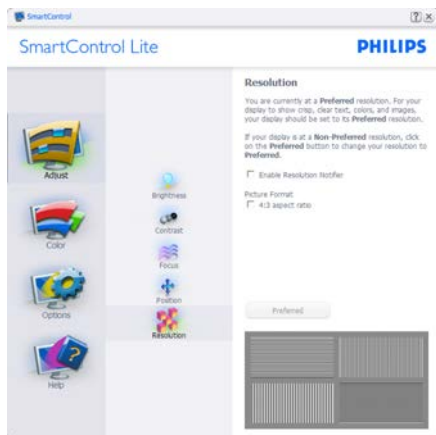 SmartControl
SmartControl Lite
PHILIPS
Adjust
Color
Options
Help
Brightness
Contrast
Focus
Position
Resolution
Resolution
You are currently at a Preferred resolution. For your
display to show crisp, clear text, colors, and images,
your display should be set to its Preferred resolution.
If your display is at a Non-Preferred resolution, click
on the Preferred button to change your resolution to
Preferred.
Enable Resolution Notifier
Picture Format
4:3 aspect ratio
Preferred